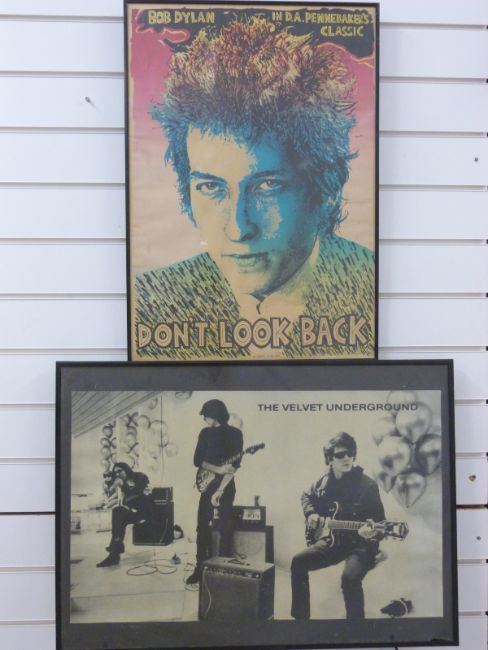 BOB DYLAN IN D.A. PENNEBAKER'S
CLASSIC
DON'T LOOK BACK
THE VELVET UNDERGROUND